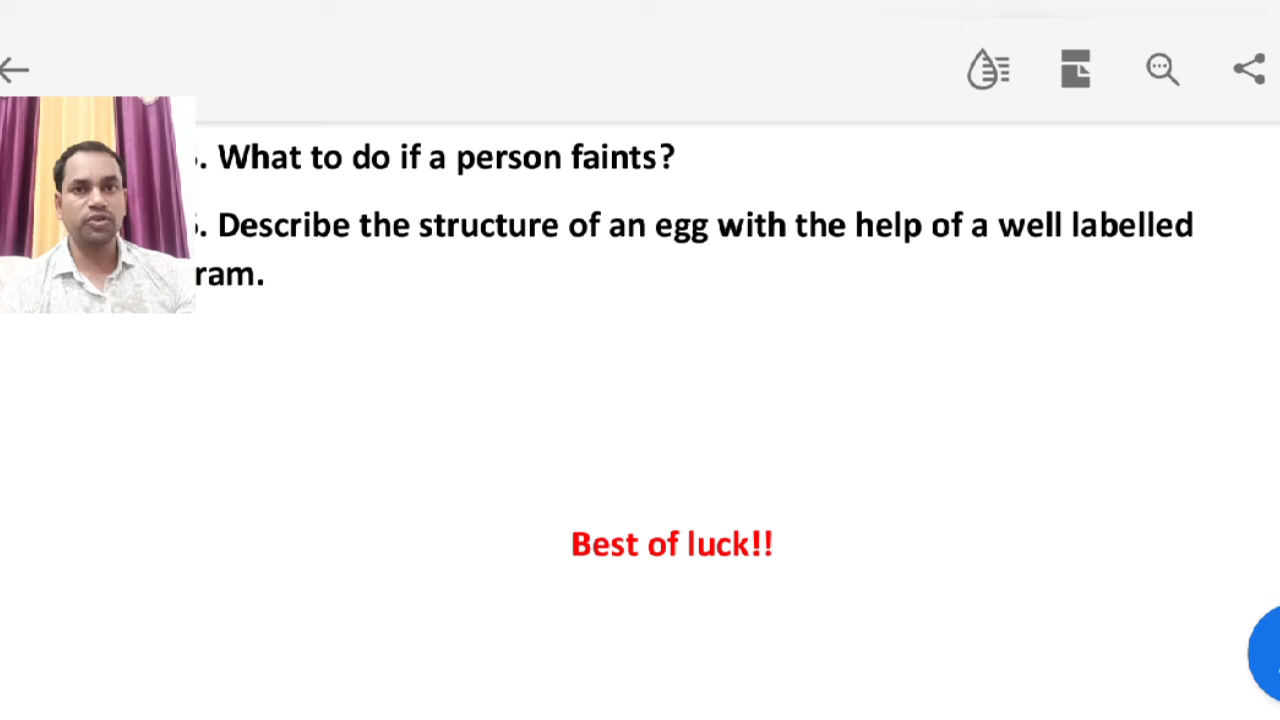 . What to do if a person faints?
. Describe the structure of an egg with the help of a well labelled
ram.
Best of luck!!